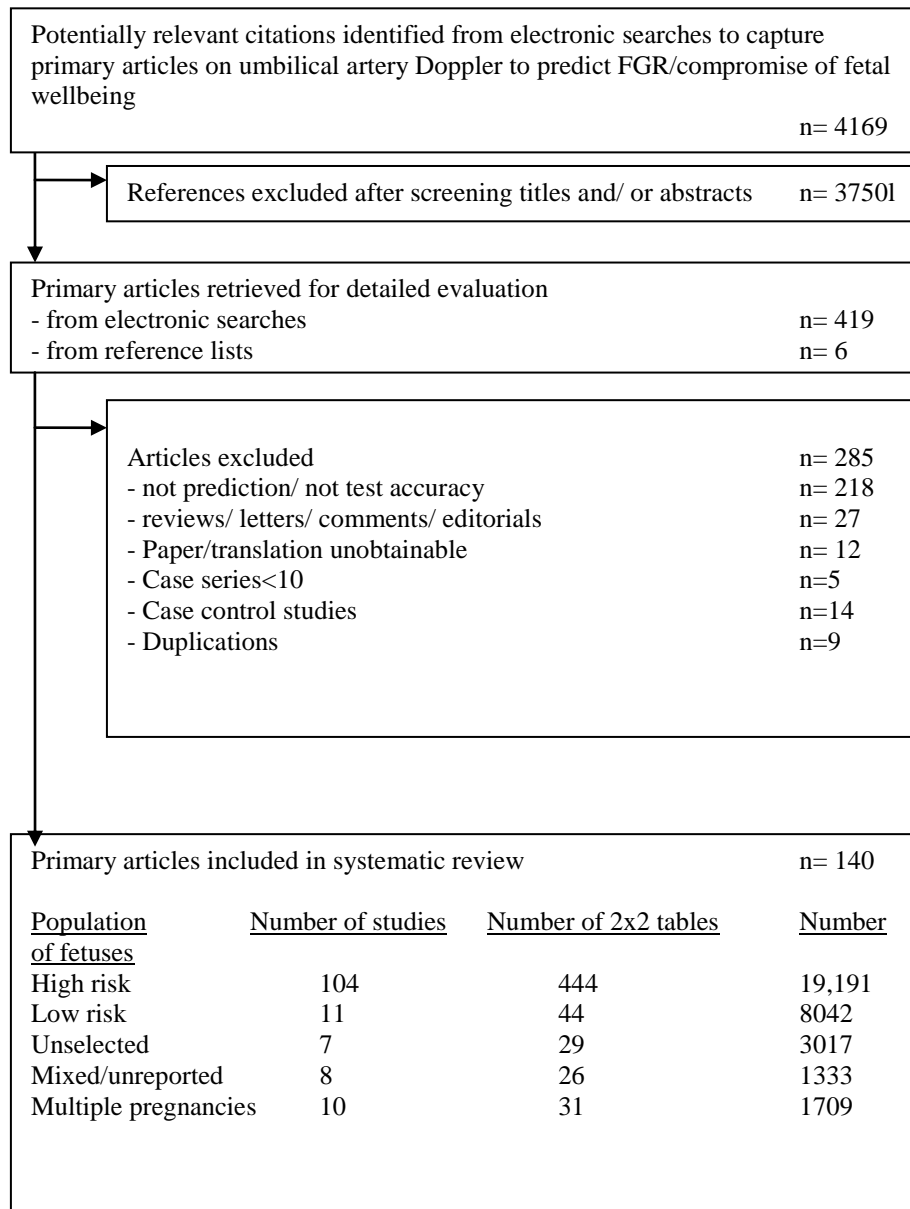 Potentially relevant citations identified from electronic searches to capture
primary articles on umbilical artery Doppler to predict FGR/compromise of fetal
wellbeing
n= 4169
References excluded after screening titles and/ or abstracts n= 3750l
Primary articles retrieved for detailed evaluation
- from electronic searches n= 419
- from reference lists n= 6
Articles excluded n= 285
- not prediction/ not test accuracy n= 218
- reviews/ letters/ comments/ editorials n= 27
- Paper/translation unobtainable n= 12
- Case series<10 n=5
- Case control studies n=14
- Duplications n=9
Primary articles included in systematic review n= 140
Population Number of studies Number of 2x2 tables Number
of fetuses
High risk 104 444 19,191
Low risk 11 44 8042
Unselected 7 29 3017
Mixed/unreported 8 26 1333
Multiple pregnancies 10 31 1709